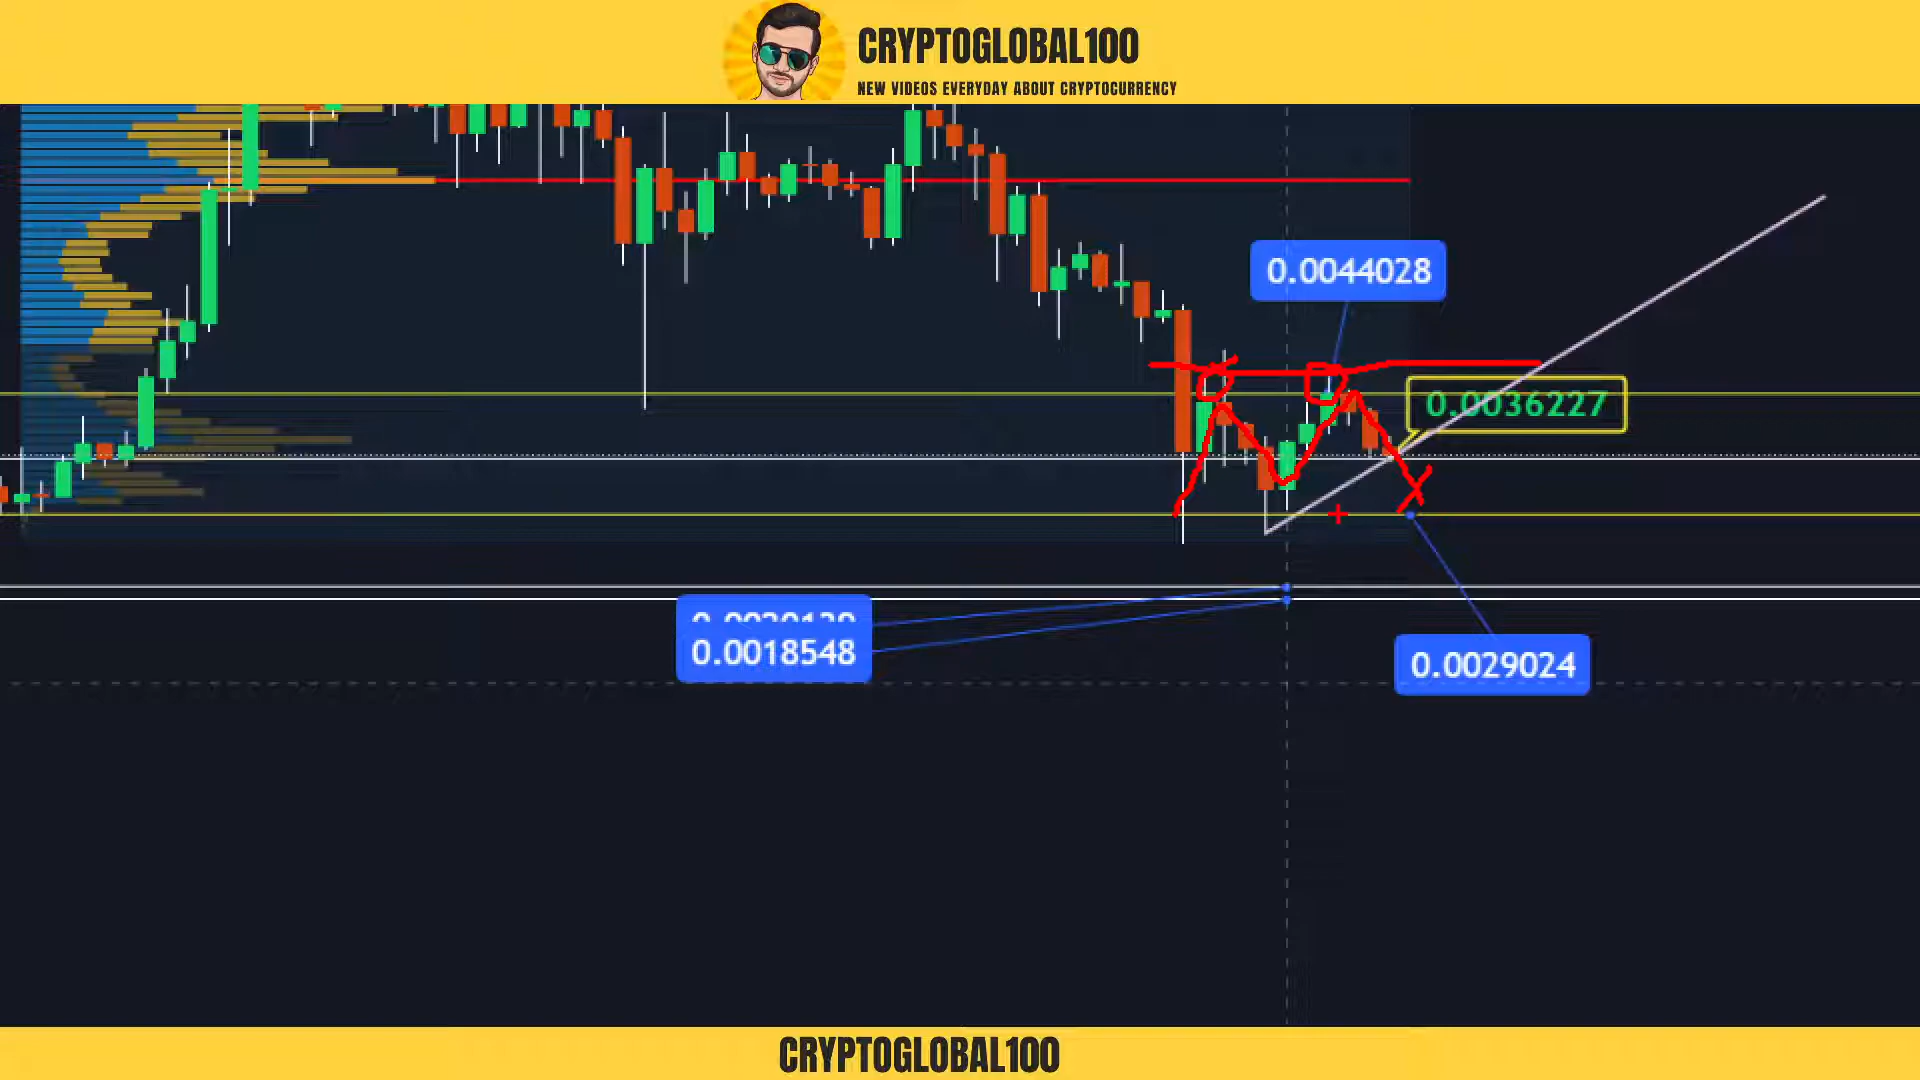 CRYPTOGLOBAL100
NEW VIDEOS EVERYDAY ABOUT CRYPTOCURRENCY
0.0044028
0.0036227
0.0018548
0.0029024
CRYPTOGLOBAL100